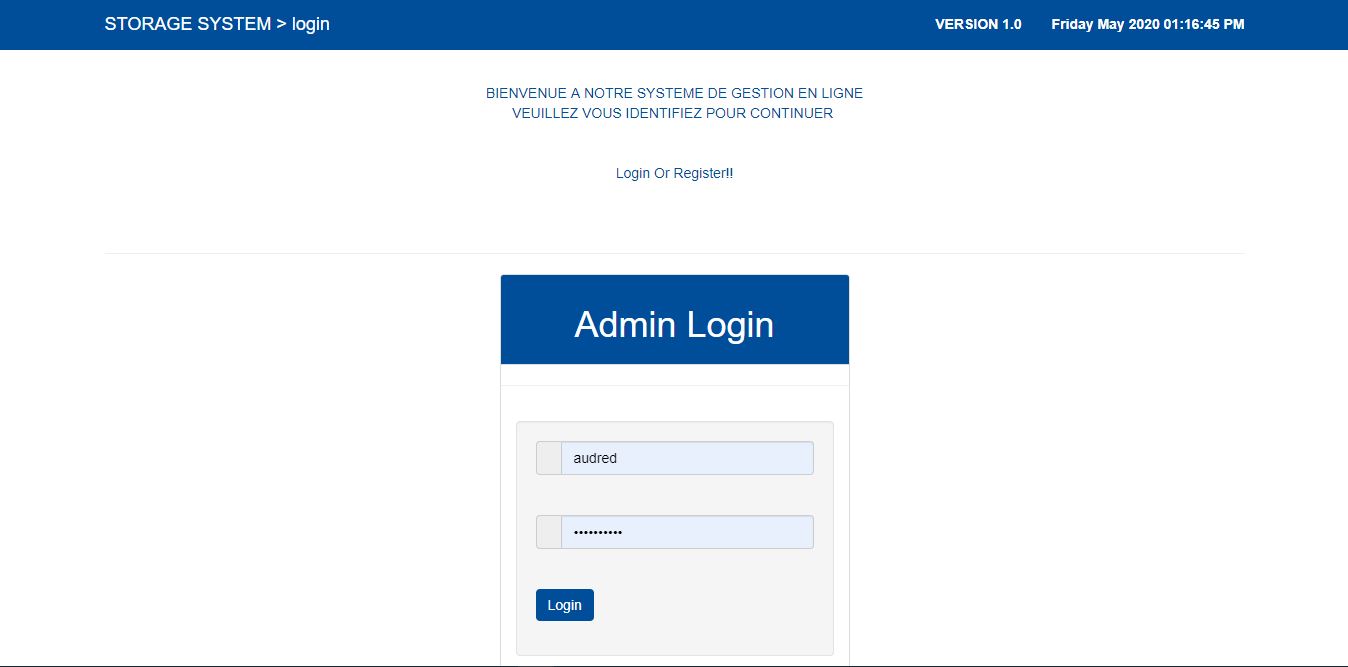 STORAGE SYSTEM > login
VERSION 1.0 Friday May 2020 01:16:45 PM
BIENVENUE A NOTRE SYSTEME DE GESTION EN LIGNE
VEUILLEZ VOUS IDENTIFIEZ POUR CONTINUER
Login Or Register!!
Admin Login
audred
••••••••••
Login